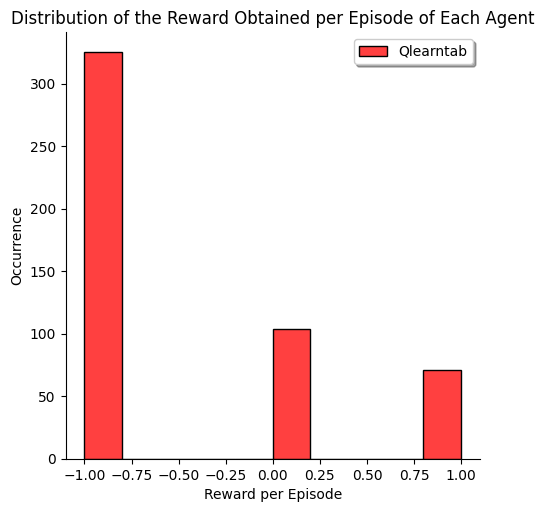 Distribution of the Reward Obtained per Episode of Each Agent
Qlearntab
300
250
200
150
100
50
0
Occurrence
−1.00 −0.75 −0.50 −0.25 0.00 0.25 0.50 0.75 1.00
Reward per Episode